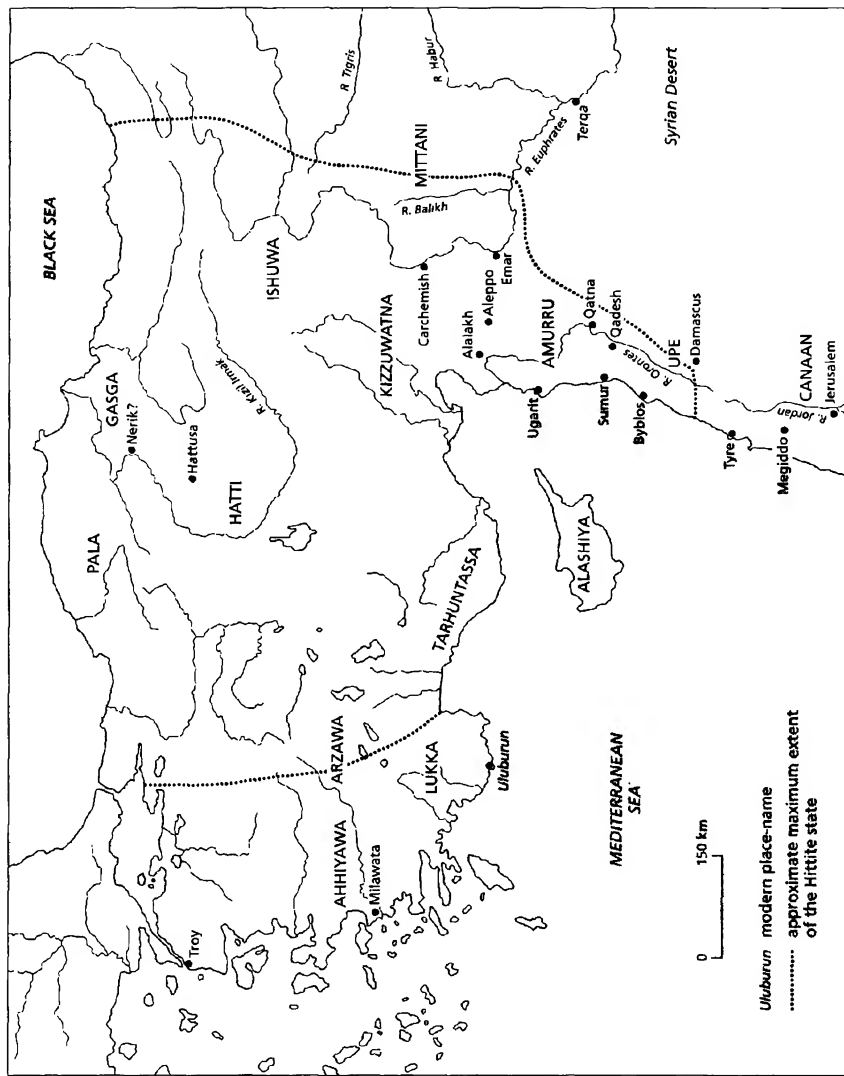 BLACK SEA
PALA
GASGA
Nerik?
Hattusa
HATTI
R. Kizil Irmak
ISHUWA
R. Tigris
R. Habur
MITTANI
R. Balikh
R. Euphrates
Terqa
Syrian Desert
Troy
ARZAWA
AHHIYAWA
Milawata
LUKKA
Uluburun
TARHUNTASSA
KIZZUWATNA
Carchemish
Alalakh
Aleppo
Emar
AMURRU
Ugarit
Qatna
Qadesh
Sumur
R. Orontes
Byblos
UPE
Damascus
ALASHIYA
MEDITERRANEAN
SEA
Tyre
Megiddo
CANAAN
R. Jordan
Jerusalem
0 150 km
Uluburun modern place-name
approximate maximum extent
of the Hittite state